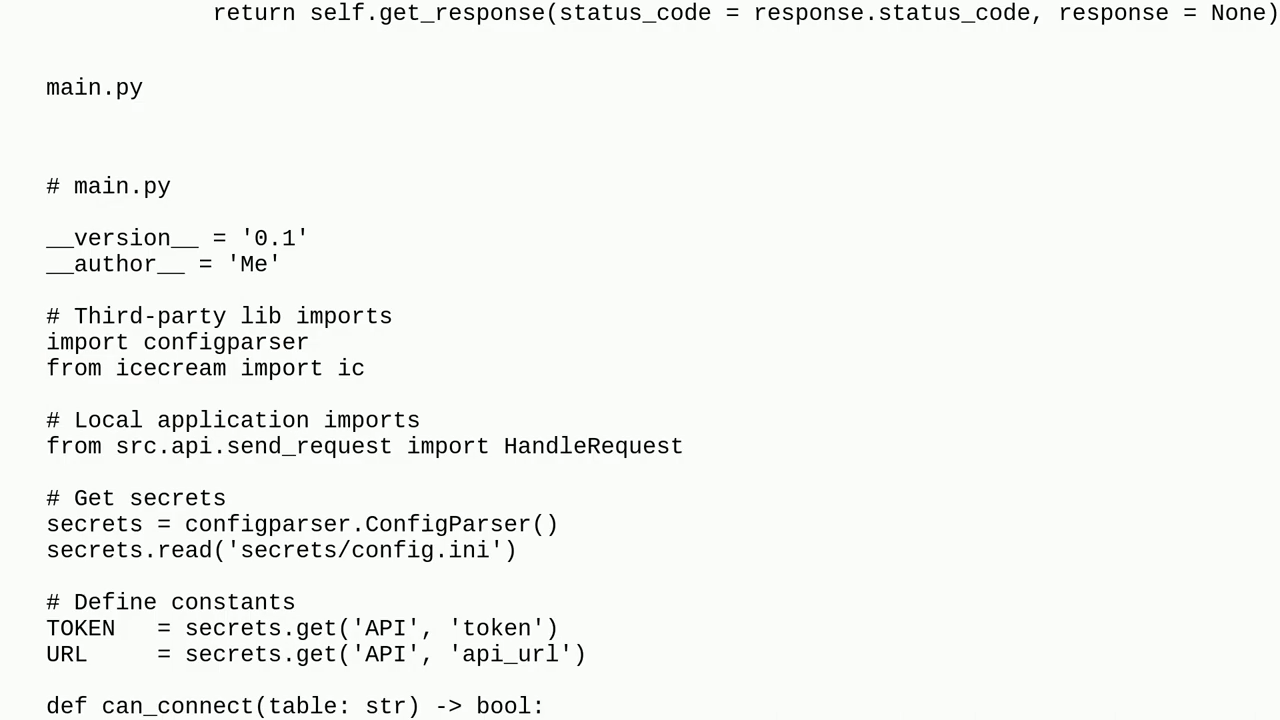 return self.get_response(status_code = response.status_code, response = None)
main.py
# main.py
__version__ = '0.1'
__author__ = 'Me'
# Third-party lib imports
import configparser
from icecream import ic
# Local application imports
from src.api.send_request import HandleRequest
# Get secrets
secrets = configparser.ConfigParser()
secrets.read('secrets/config.ini')
# Define constants
TOKEN   = secrets.get('API', 'token')
URL     = secrets.get('API', 'api_url')
def can_connect(table: str) -> bool: